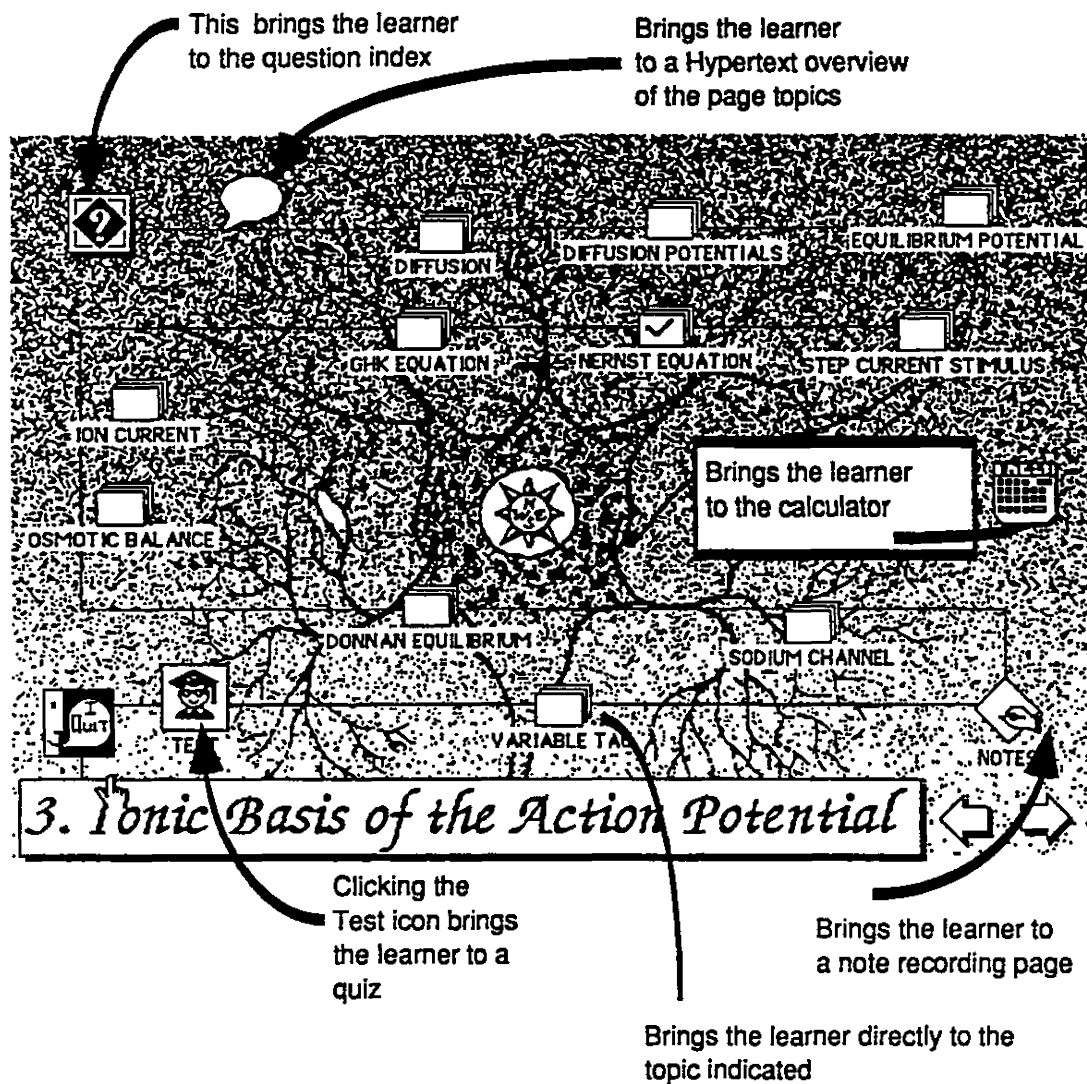 This brings the learner
to the question index
Brings the learner
to a Hypertext overview
of the page topics
?
DIFFUSION
DIFFUSION POTENTIALS
EQUILIBRIUM POTENTIAL
GHK EQUATION
NERNST EQUATION
STEP CURRENT STIMULUS
ION CURRENT
Brings the learner
to the calculator
OSMOTIC BALANCE
DONNAN EQUILIBRIUM
SODIUM CHANNEL
I
QUIT
VARIABLE
NOTES
3. Ionic Basis of the Action Potential
Clicking the
Test icon brings
the learner to a
quiz
Brings the learner to
a note recording page
Brings the learner directly to the
topic indicated